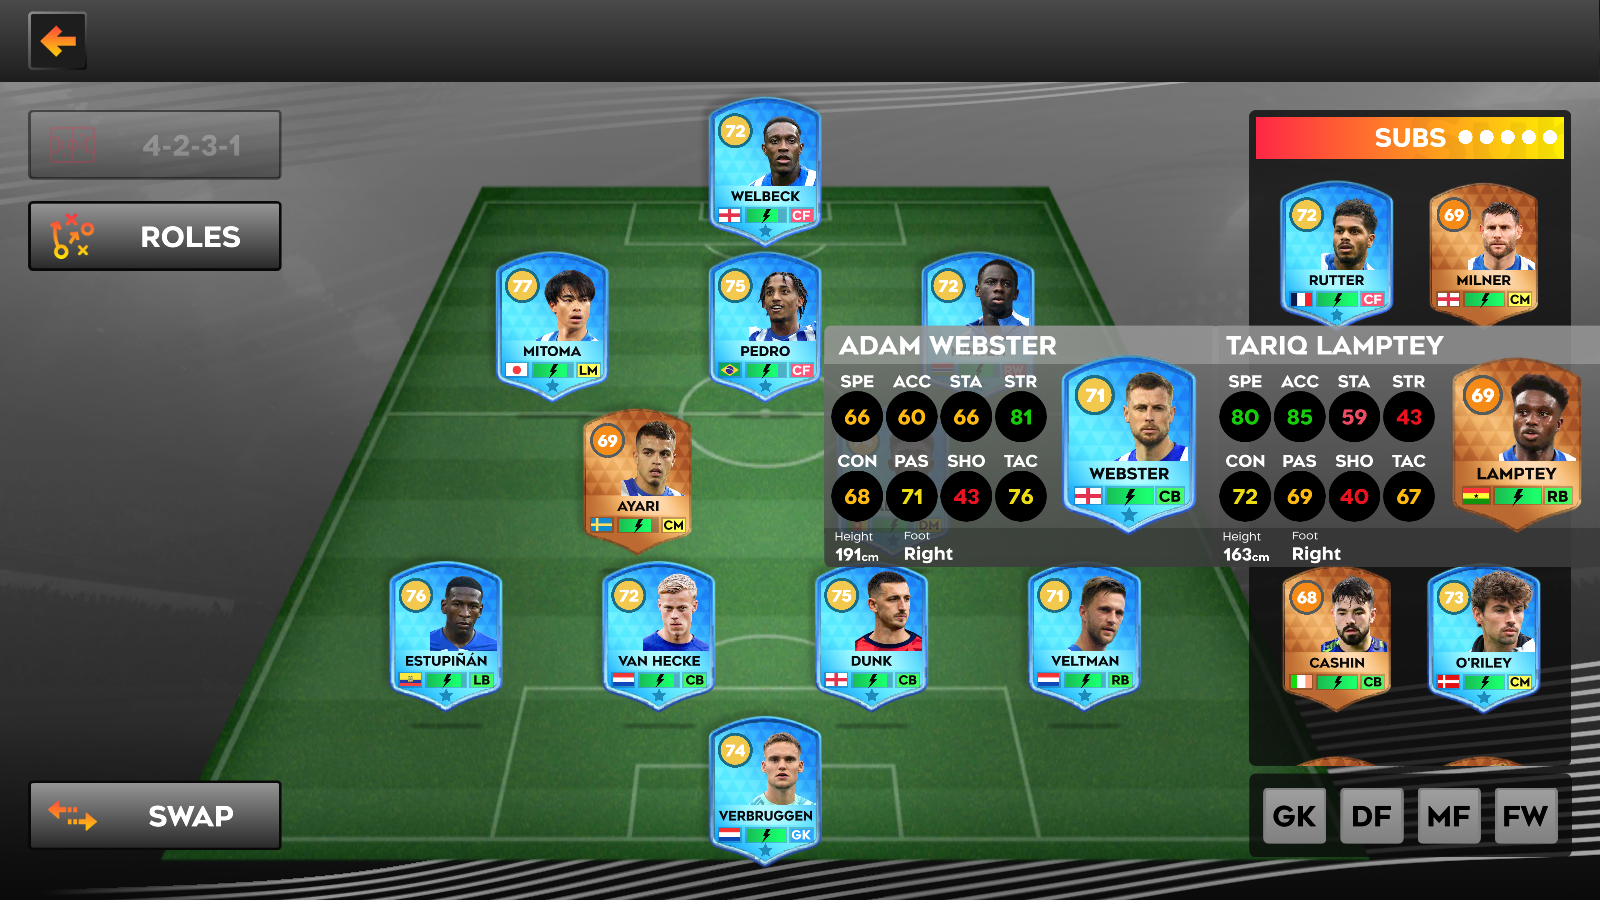 4-2-3-1
ROLES
SWAP
72
WELBECK
CF
77
MITOMA
LM
75
PEDRO
CF
72
69
AYARI
CM
DM
76
ESTUPIÑÁN
LB
72
VAN HECKE
CB
75
DUNK
CB
71
VELTMAN
RB
74
VERBRUGGEN
GK
SUBS
72
RUTTER
CF
69
MILNER
CM
ADAM WEBSTER
SPE ACC STA STR
66 60 66 81
CON PAS SHO TAC
68 71 43 76
Height Foot
191cm Right
71
WEBSTER
CB
TARIQ LAMPTEY
SPE ACC STA STR
80 85 59 43
CON PAS SHO TAC
72 69 40 67
Height Foot
163cm Right
69
LAMPTEY
RB
68
CASHIN
CB
73
O'RILEY
CM
GK DF MF FW